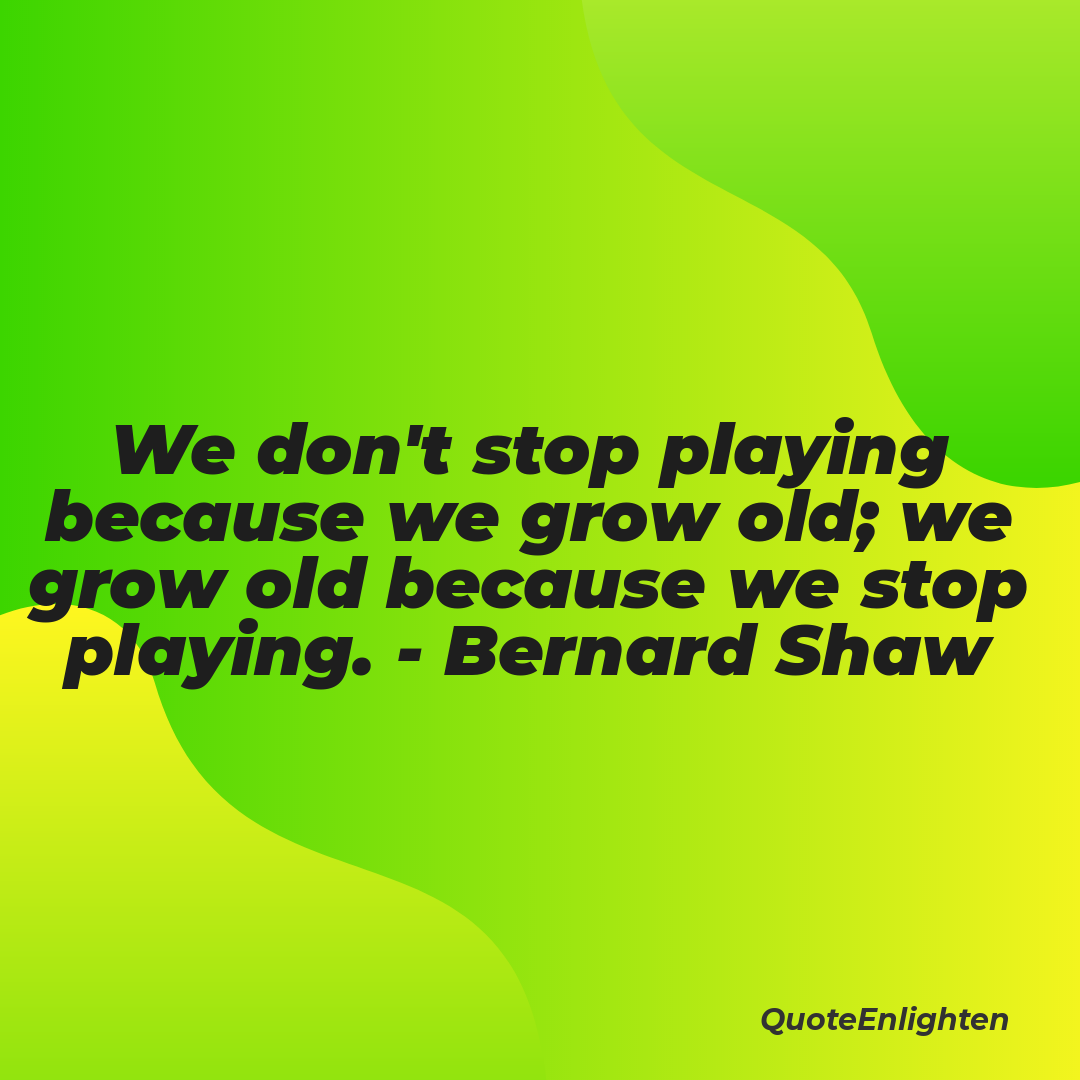 We don't stop playing
because we grow old; we
grow old because we stop
playing. - Bernard Shaw
QuoteEnlighten